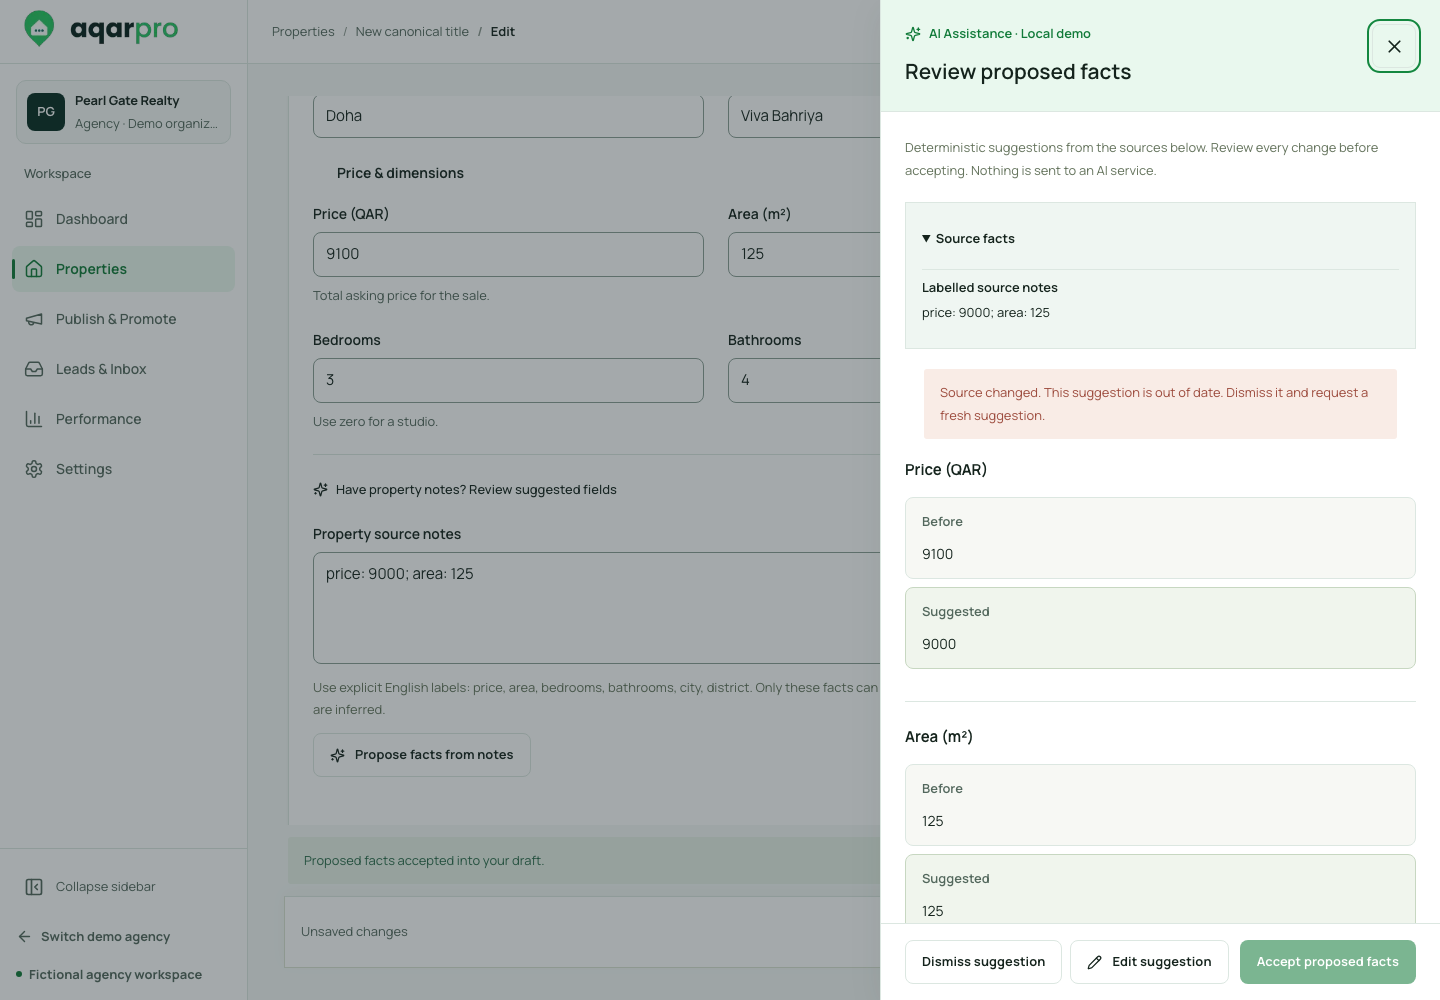 aqarpro
PG
Pearl Gate Realty
Agency · Demo organiz...
Workspace
Dashboard
Properties
Publish & Promote
Leads & Inbox
Performance
Settings
Collapse sidebar
Switch demo agency
Fictional agency workspace
Properties / New canonical title / Edit
Doha
Viva Bahriya
Price & dimensions
Price (QAR)
Area (m²)
9100
125
Total asking price for the sale.
Bedrooms
Bathrooms
3
4
Use zero for a studio.
Have property notes? Review suggested fields
Property source notes
price: 9000; area: 125
Use explicit English labels: price, area, bedrooms, bathrooms, city, district. Only these facts can
are inferred.
Propose facts from notes
Proposed facts accepted into your draft.
Unsaved changes
AI Assistance · Local demo
Review proposed facts
Deterministic suggestions from the sources below. Review every change before
accepting. Nothing is sent to an AI service.
Source facts
Labelled source notes
price: 9000; area: 125
Source changed. This suggestion is out of date. Dismiss it and request a
fresh suggestion.
Price (QAR)
Before
9100
Suggested
9000
Area (m²)
Before
125
Suggested
125
Dismiss suggestion
Edit suggestion
Accept proposed facts